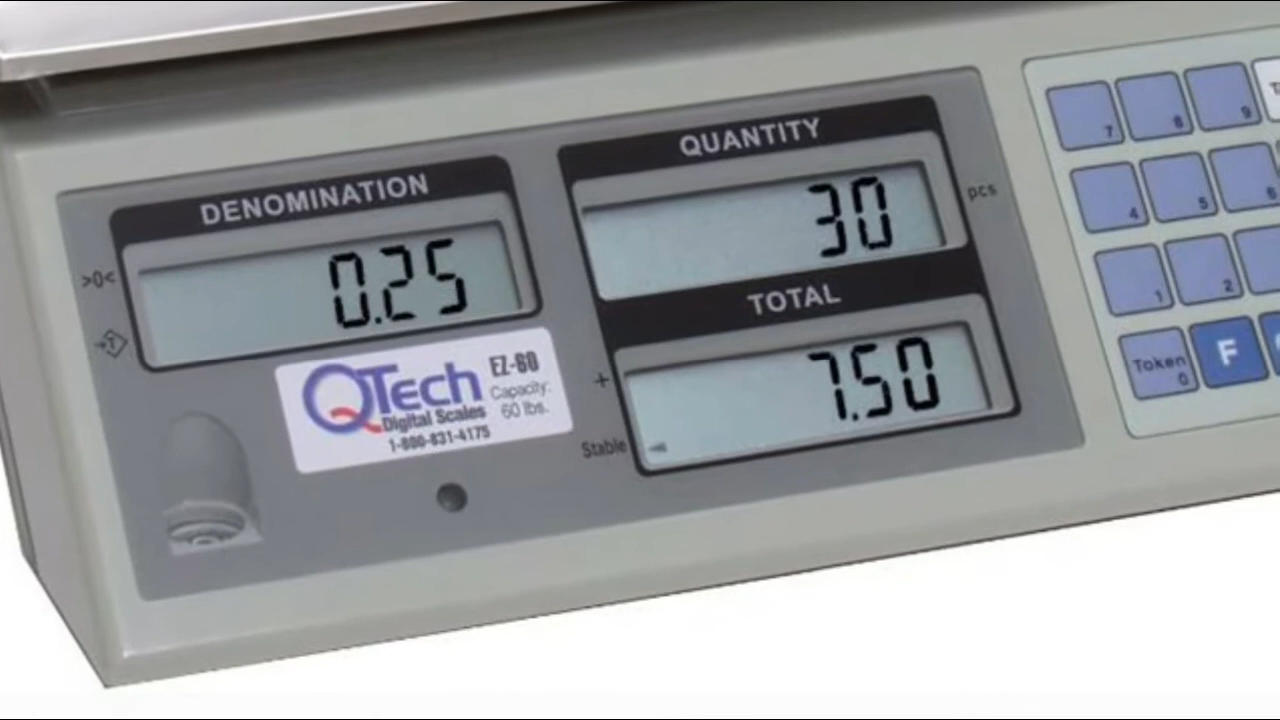 DENOMINATION
0.25
>0<
QUANTITY
30
pcs
TOTAL
7.50
+
Stable
QTech
Digital Scales
1-800-831-4175
EZ-60
Capacity:
60 lbs.
7 8 9
4 5 6
1 2
Token 0 F